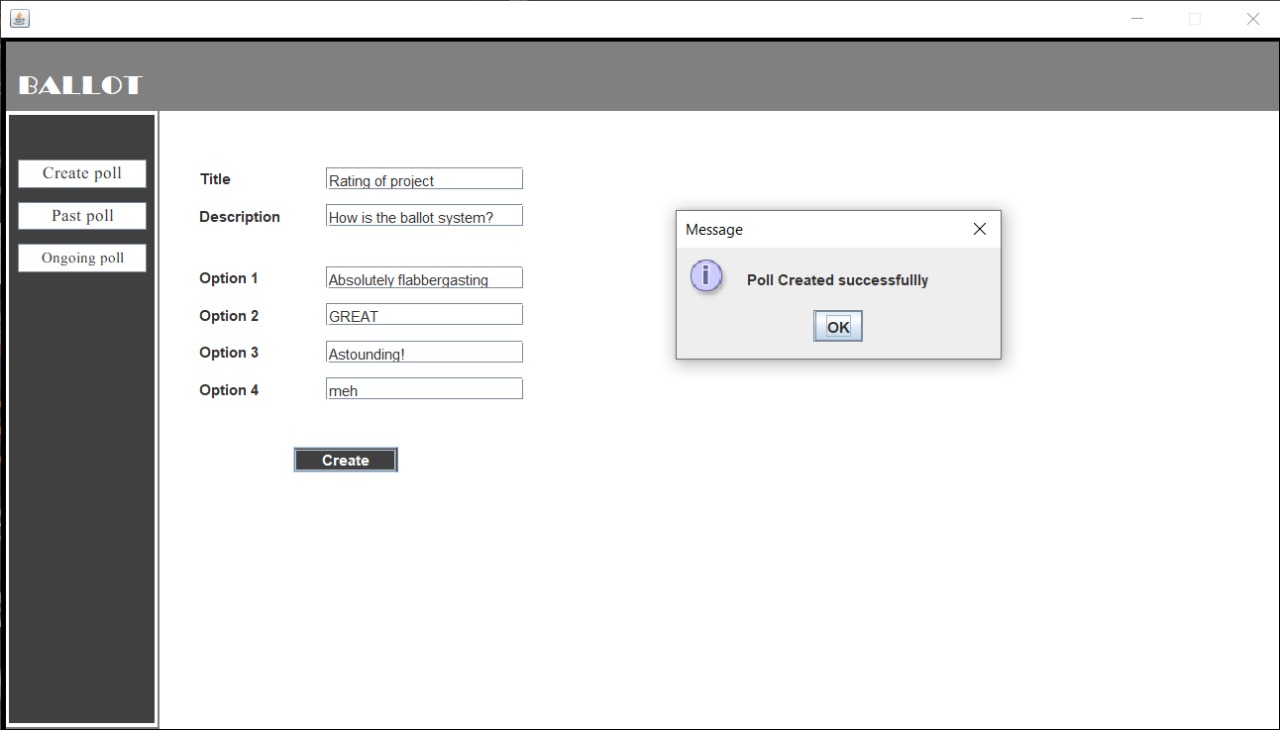 BALLOT
Create poll
Past poll
Ongoing poll
Title
Rating of project
Description
How is the ballot system?
Option 1
Absolutely flabbergasting
Option 2
GREAT
Option 3
Astounding!
Option 4
meh
Create
Message
i
Poll Created successfullly
OK